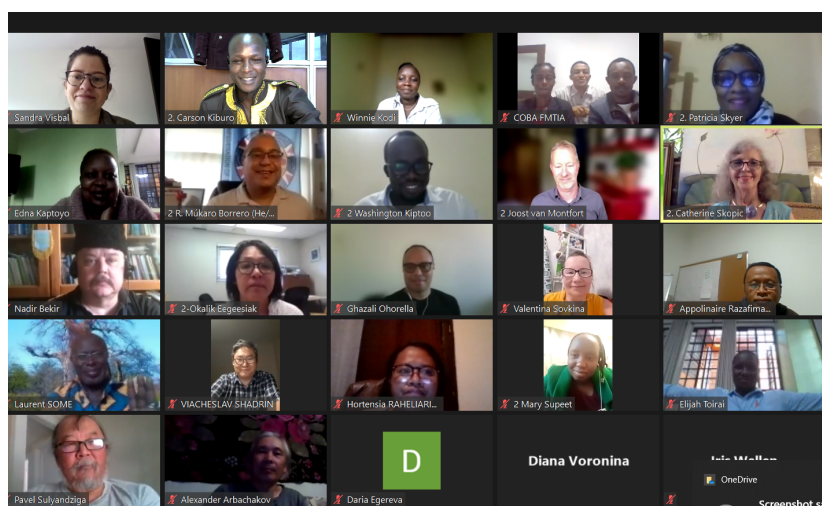 Sandra Visbal
2. Carson Kiburo
Winnie Kodi
COBA FMTIA
2. Patricia Skyer
Edna Kaptoyo
2 R. Múkaro Borrero (He/...
2 Washington Kiptoo
2 Joost van Montfort
2. Catherine Skopic
Nadir Bekir
2-Okalik Eegeesiak
Ghazali Ohorella
Valentina Sovkina
Appolinaire Razafima...
Laurent SOME
VIACHESLAV SHADRIN
Hortensia RAHELIARI...
2 Mary Supeet
Elijah Toirai
Pavel Sulyandziga
Alexander Arbachakov
D
Daria Egereva
Diana Voronina
OneDrive
Screenshot